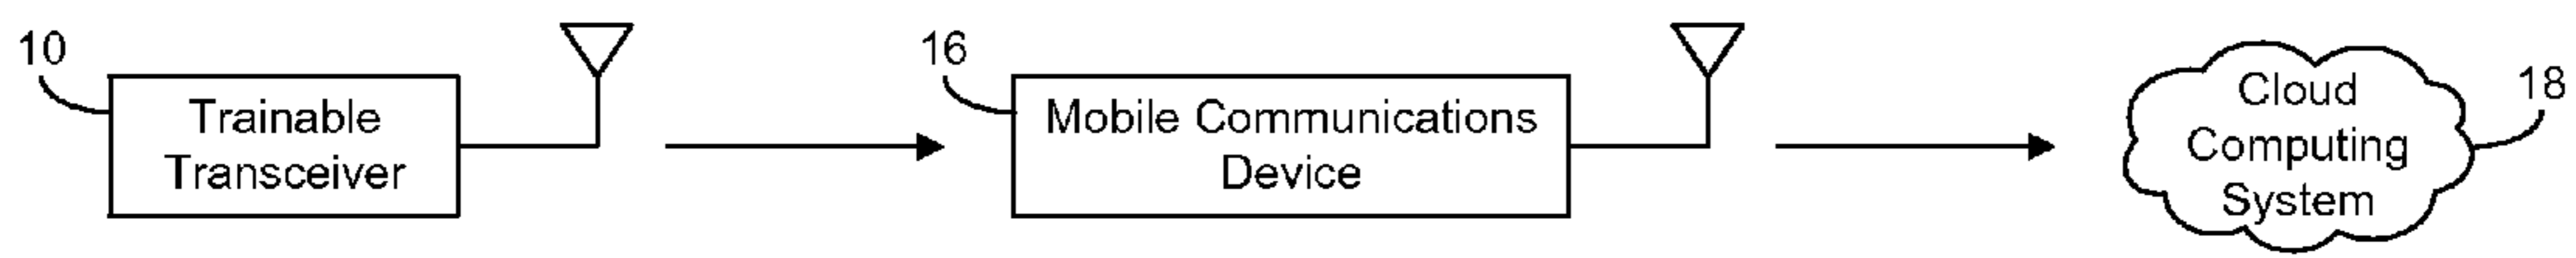 10
Trainable
Transceiver
16
Mobile Communications
Device
Cloud
Computing
System
18